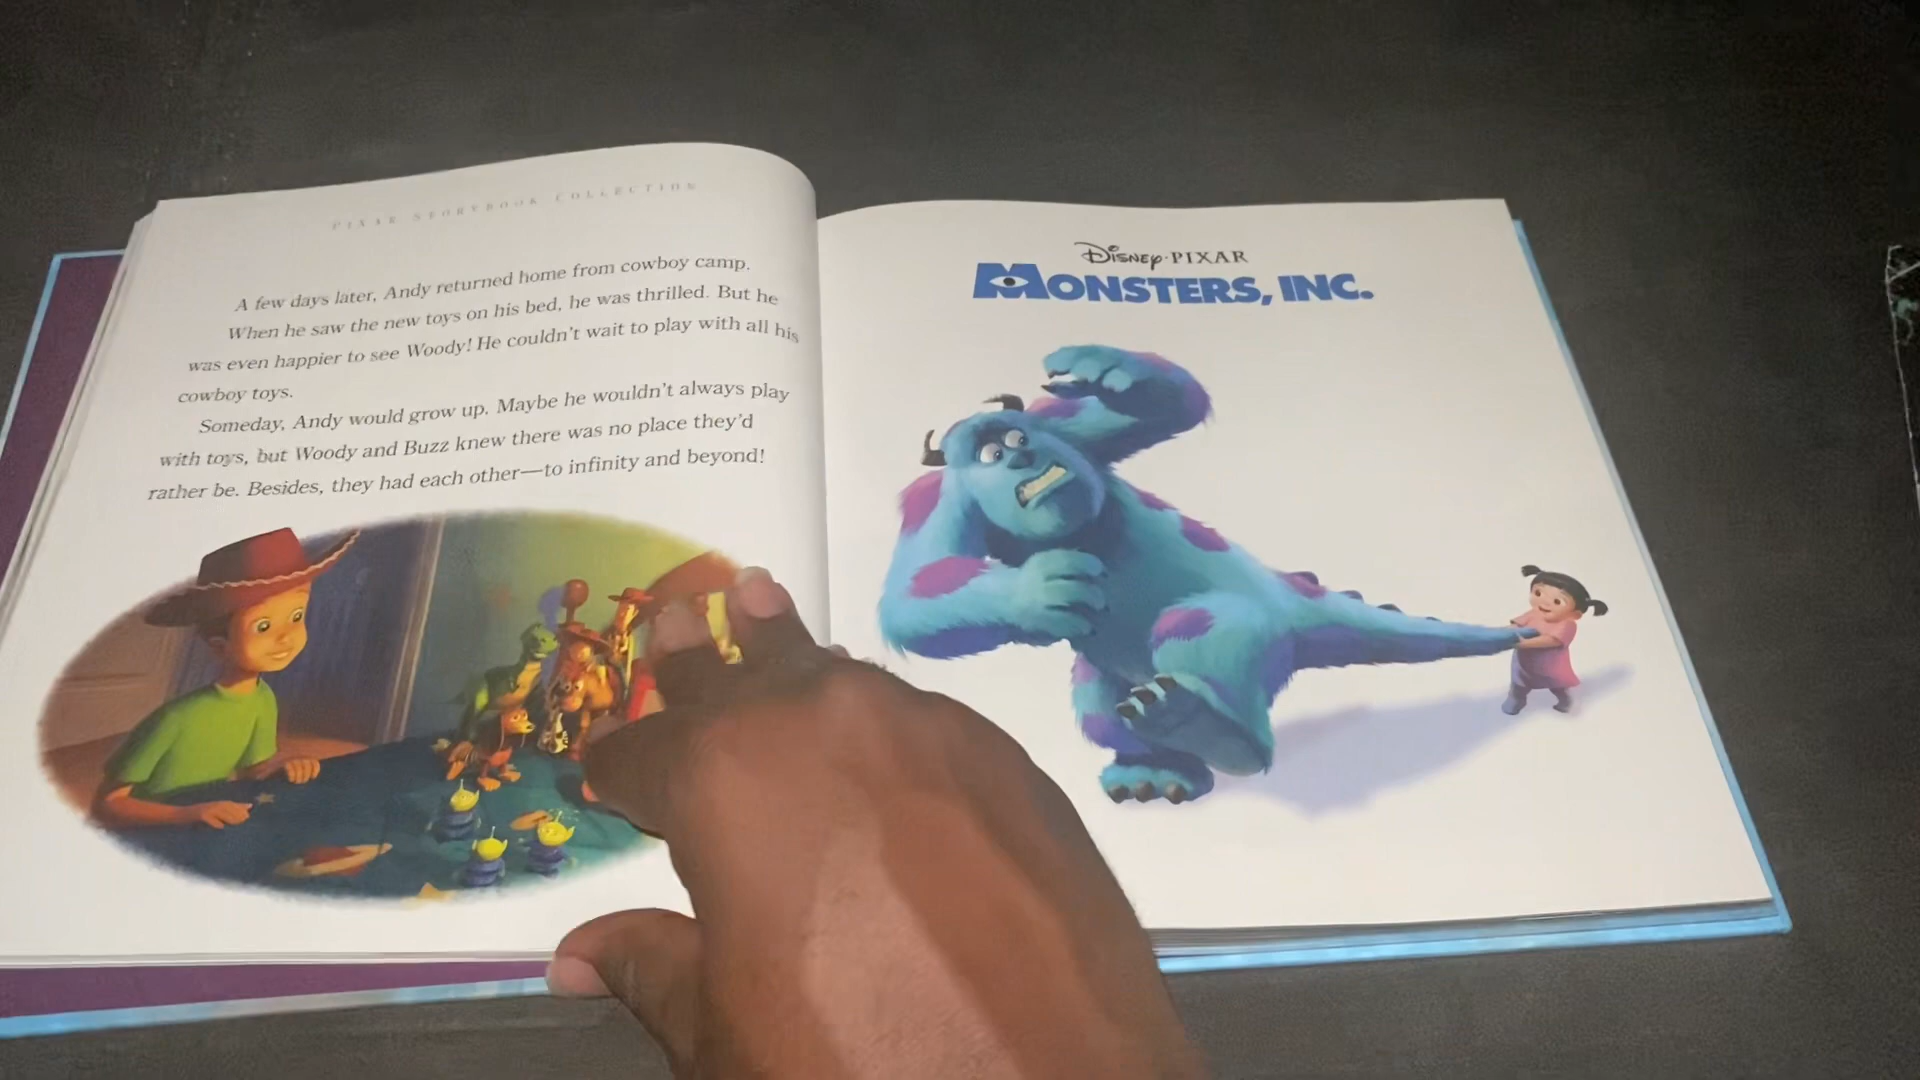 PIXAR STORYBOOK COLLECTION
A few days later, Andy returned home from cowboy camp.
When he saw the new toys on his bed, he was thrilled. But he
was even happier to see Woody! He couldn't wait to play with all his
cowboy toys.
Someday, Andy would grow up. Maybe he wouldn't always play
with toys, but Woody and Buzz knew there was no place they'd
rather be. Besides, they had each other—to infinity and beyond!
DISNEY·PIXAR
MONSTERS, INC.